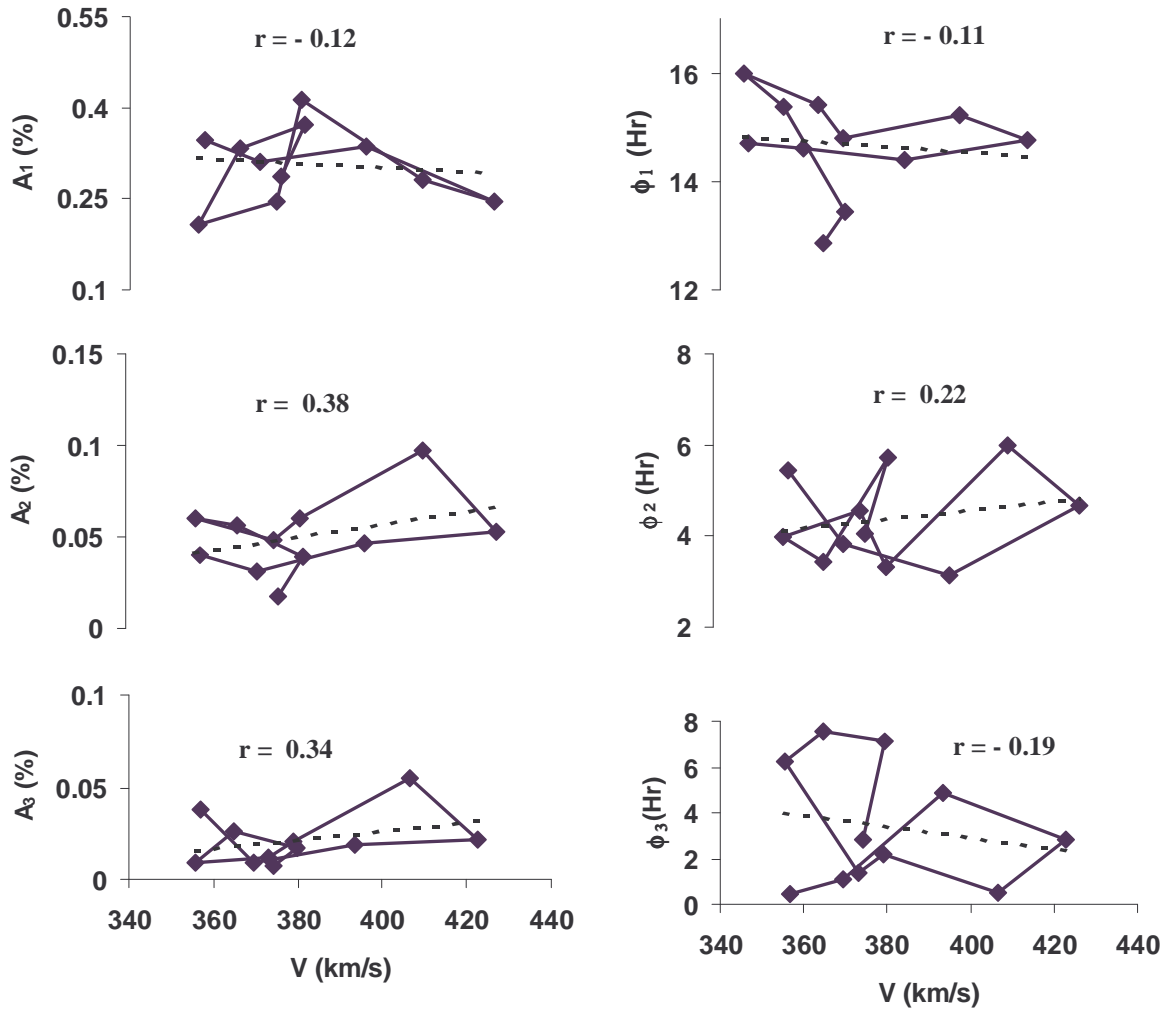 0.55
0.4
0.25
0.1
A1 (%)
r = - 0.12
16
14
12
ϕ1 (Hr)
r = - 0.11
0.15
0.1
0.05
0
A2 (%)
r = 0.38
8
6
4
2
ϕ2 (Hr)
r = 0.22
0.1
0.05
0
A3 (%)
r = 0.34
340 360 380 400 420 440
V (km/s)
8
6
4
2
0
ϕ3(Hr)
r = - 0.19
340 360 380 400 420 440
V (km/s)